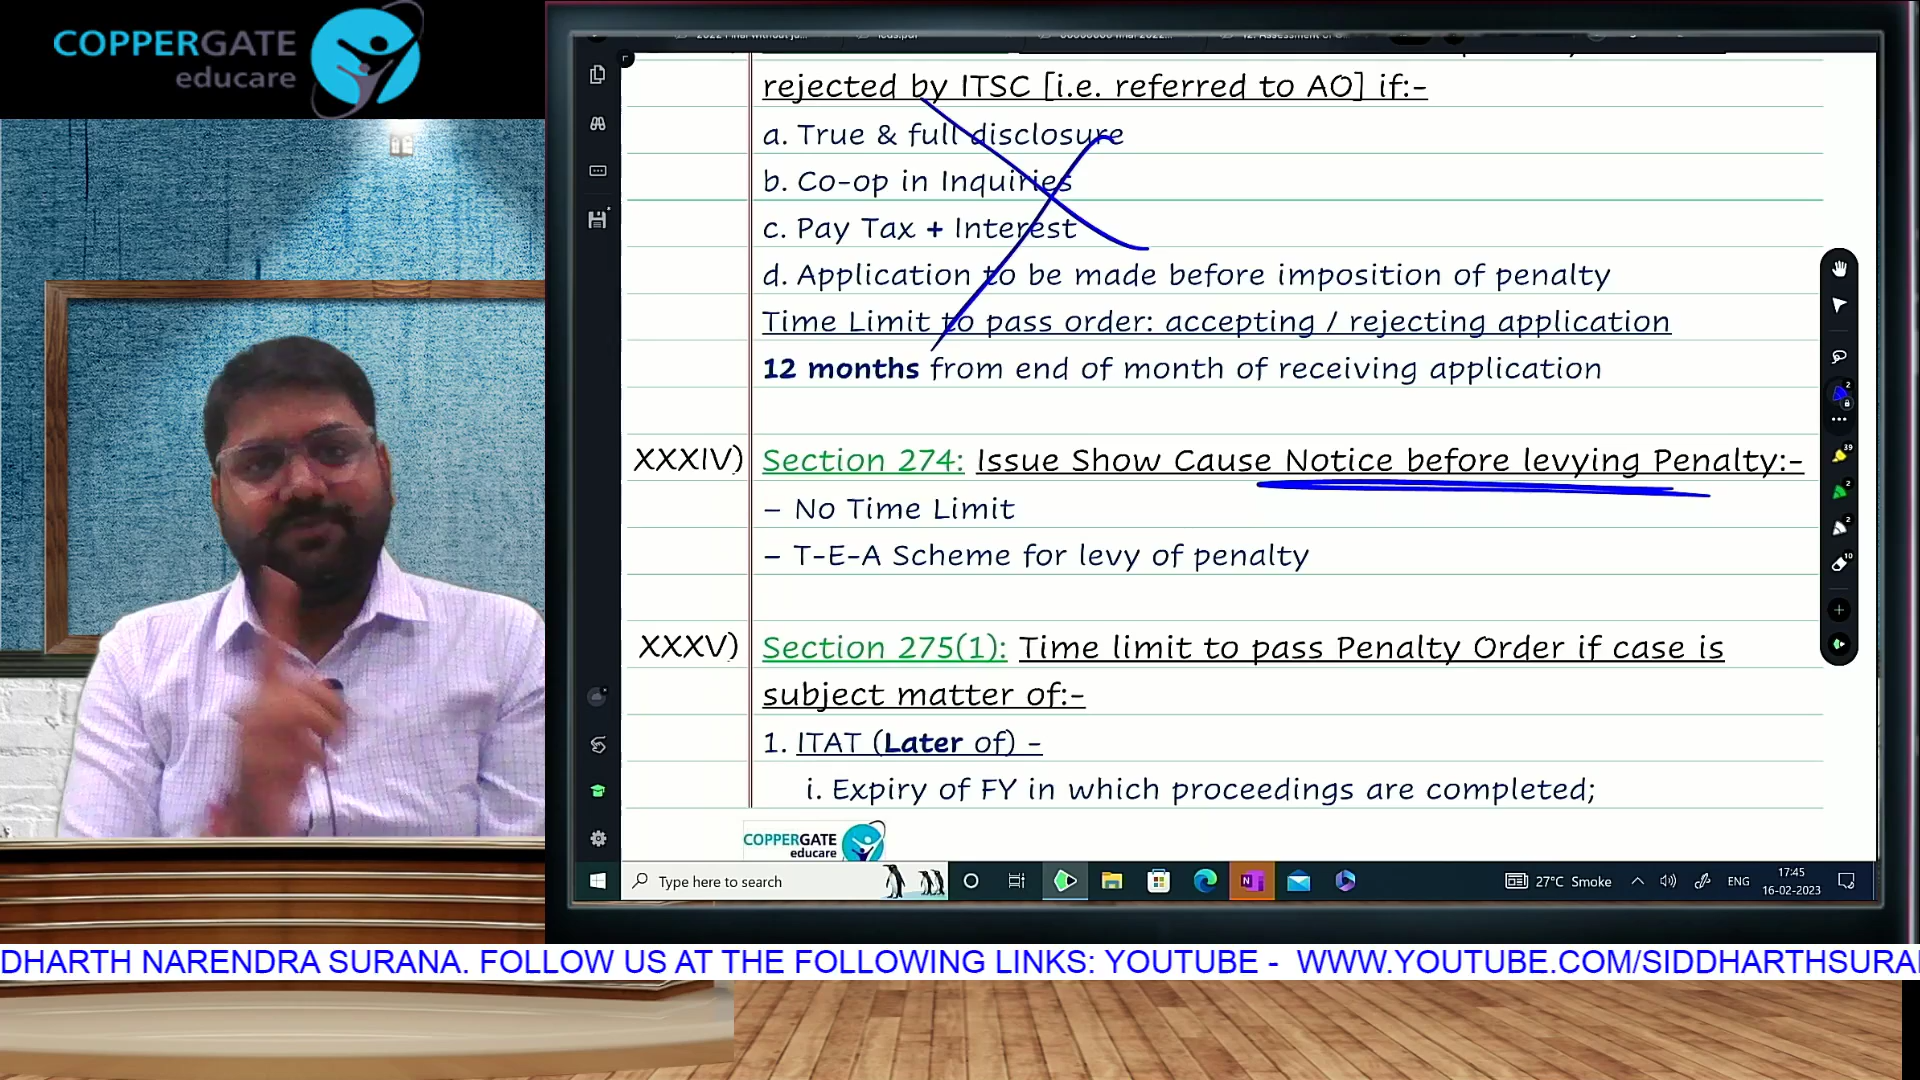 COPPERGATE
educare
rejected by ITSC [i.e. referred to AO] if:-
a. True & full disclosure
b. Co-op in Inquiries
c. Pay Tax + Interest
d. Application to be made before imposition of penalty
Time Limit to pass order: accepting / rejecting application
12 months from end of month of receiving application
XXXIV) Section 274: Issue Show Cause Notice before levying Penalty:-
– No Time Limit
– T-E-A Scheme for levy of penalty
XXXV) Section 275(1): Time limit to pass Penalty Order if case is
subject matter of:-
1. ITAT (Later of) -
i. Expiry of FY in which proceedings are completed;
COPPERGATE
educare
Type here to search
27°C Smoke
ENG
17:45
16-02-2023
DHARTH NARENDRA SURANA. FOLLOW US AT THE FOLLOWING LINKS: YOUTUBE - WWW.YOUTUBE.COM/SIDDHARTHSURA